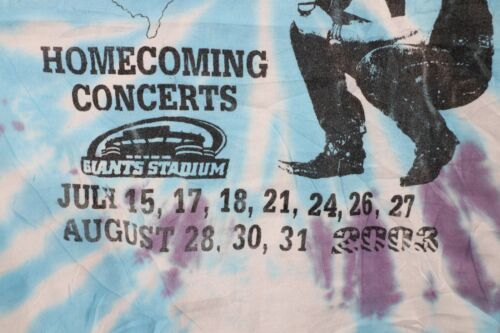 HOMECOMING
CONCERTS
GIANTS STADIUM
JULY 15, 17, 18, 21, 24, 26, 27
AUGUST 28, 30, 31 2003